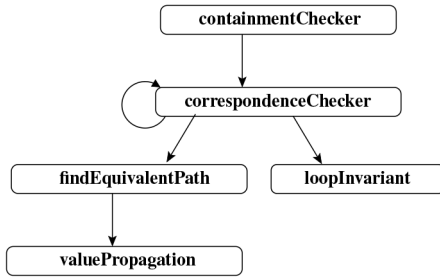 containmentChecker
correspondenceChecker
findEquivalentPath
loopInvariant
valuePropagation